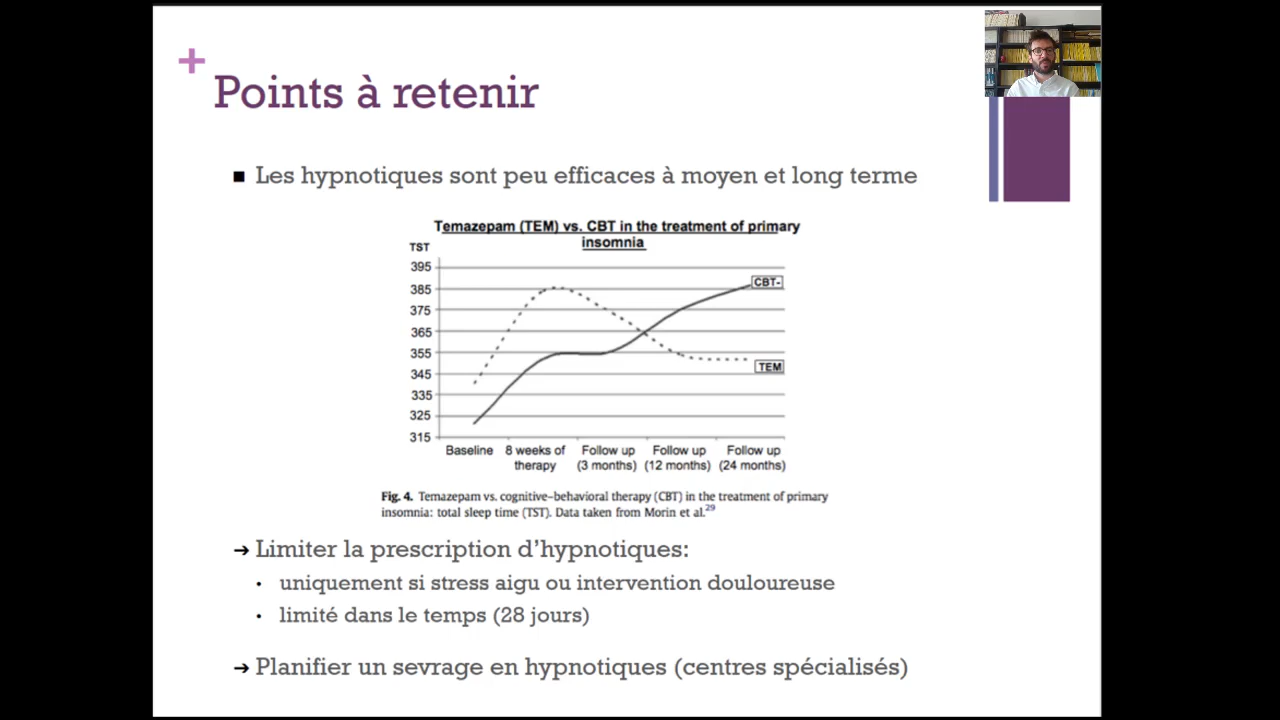 +
Points à retenir
Les hypnotiques sont peu efficaces à moyen et long terme
Temazepam (TEM) vs. CBT in the treatment of primary
insomnia
TST
395
385
375
365
355
345
335
325
315
CBT-
TEM
Baseline
8 weeks of
therapy
Follow up
(3 months)
Follow up
(12 months)
Follow up
(24 months)
Fig. 4. Temazepam vs. cognitive–behavioral therapy (CBT) in the treatment of primary
insomnia: total sleep time (TST). Data taken from Morin et al.29
➔ Limiter la prescription d’hypnotiques:
• uniquement si stress aigu ou intervention douloureuse
• limité dans le temps (28 jours)
➔ Planifier un sevrage en hypnotiques (centres spécialisés)